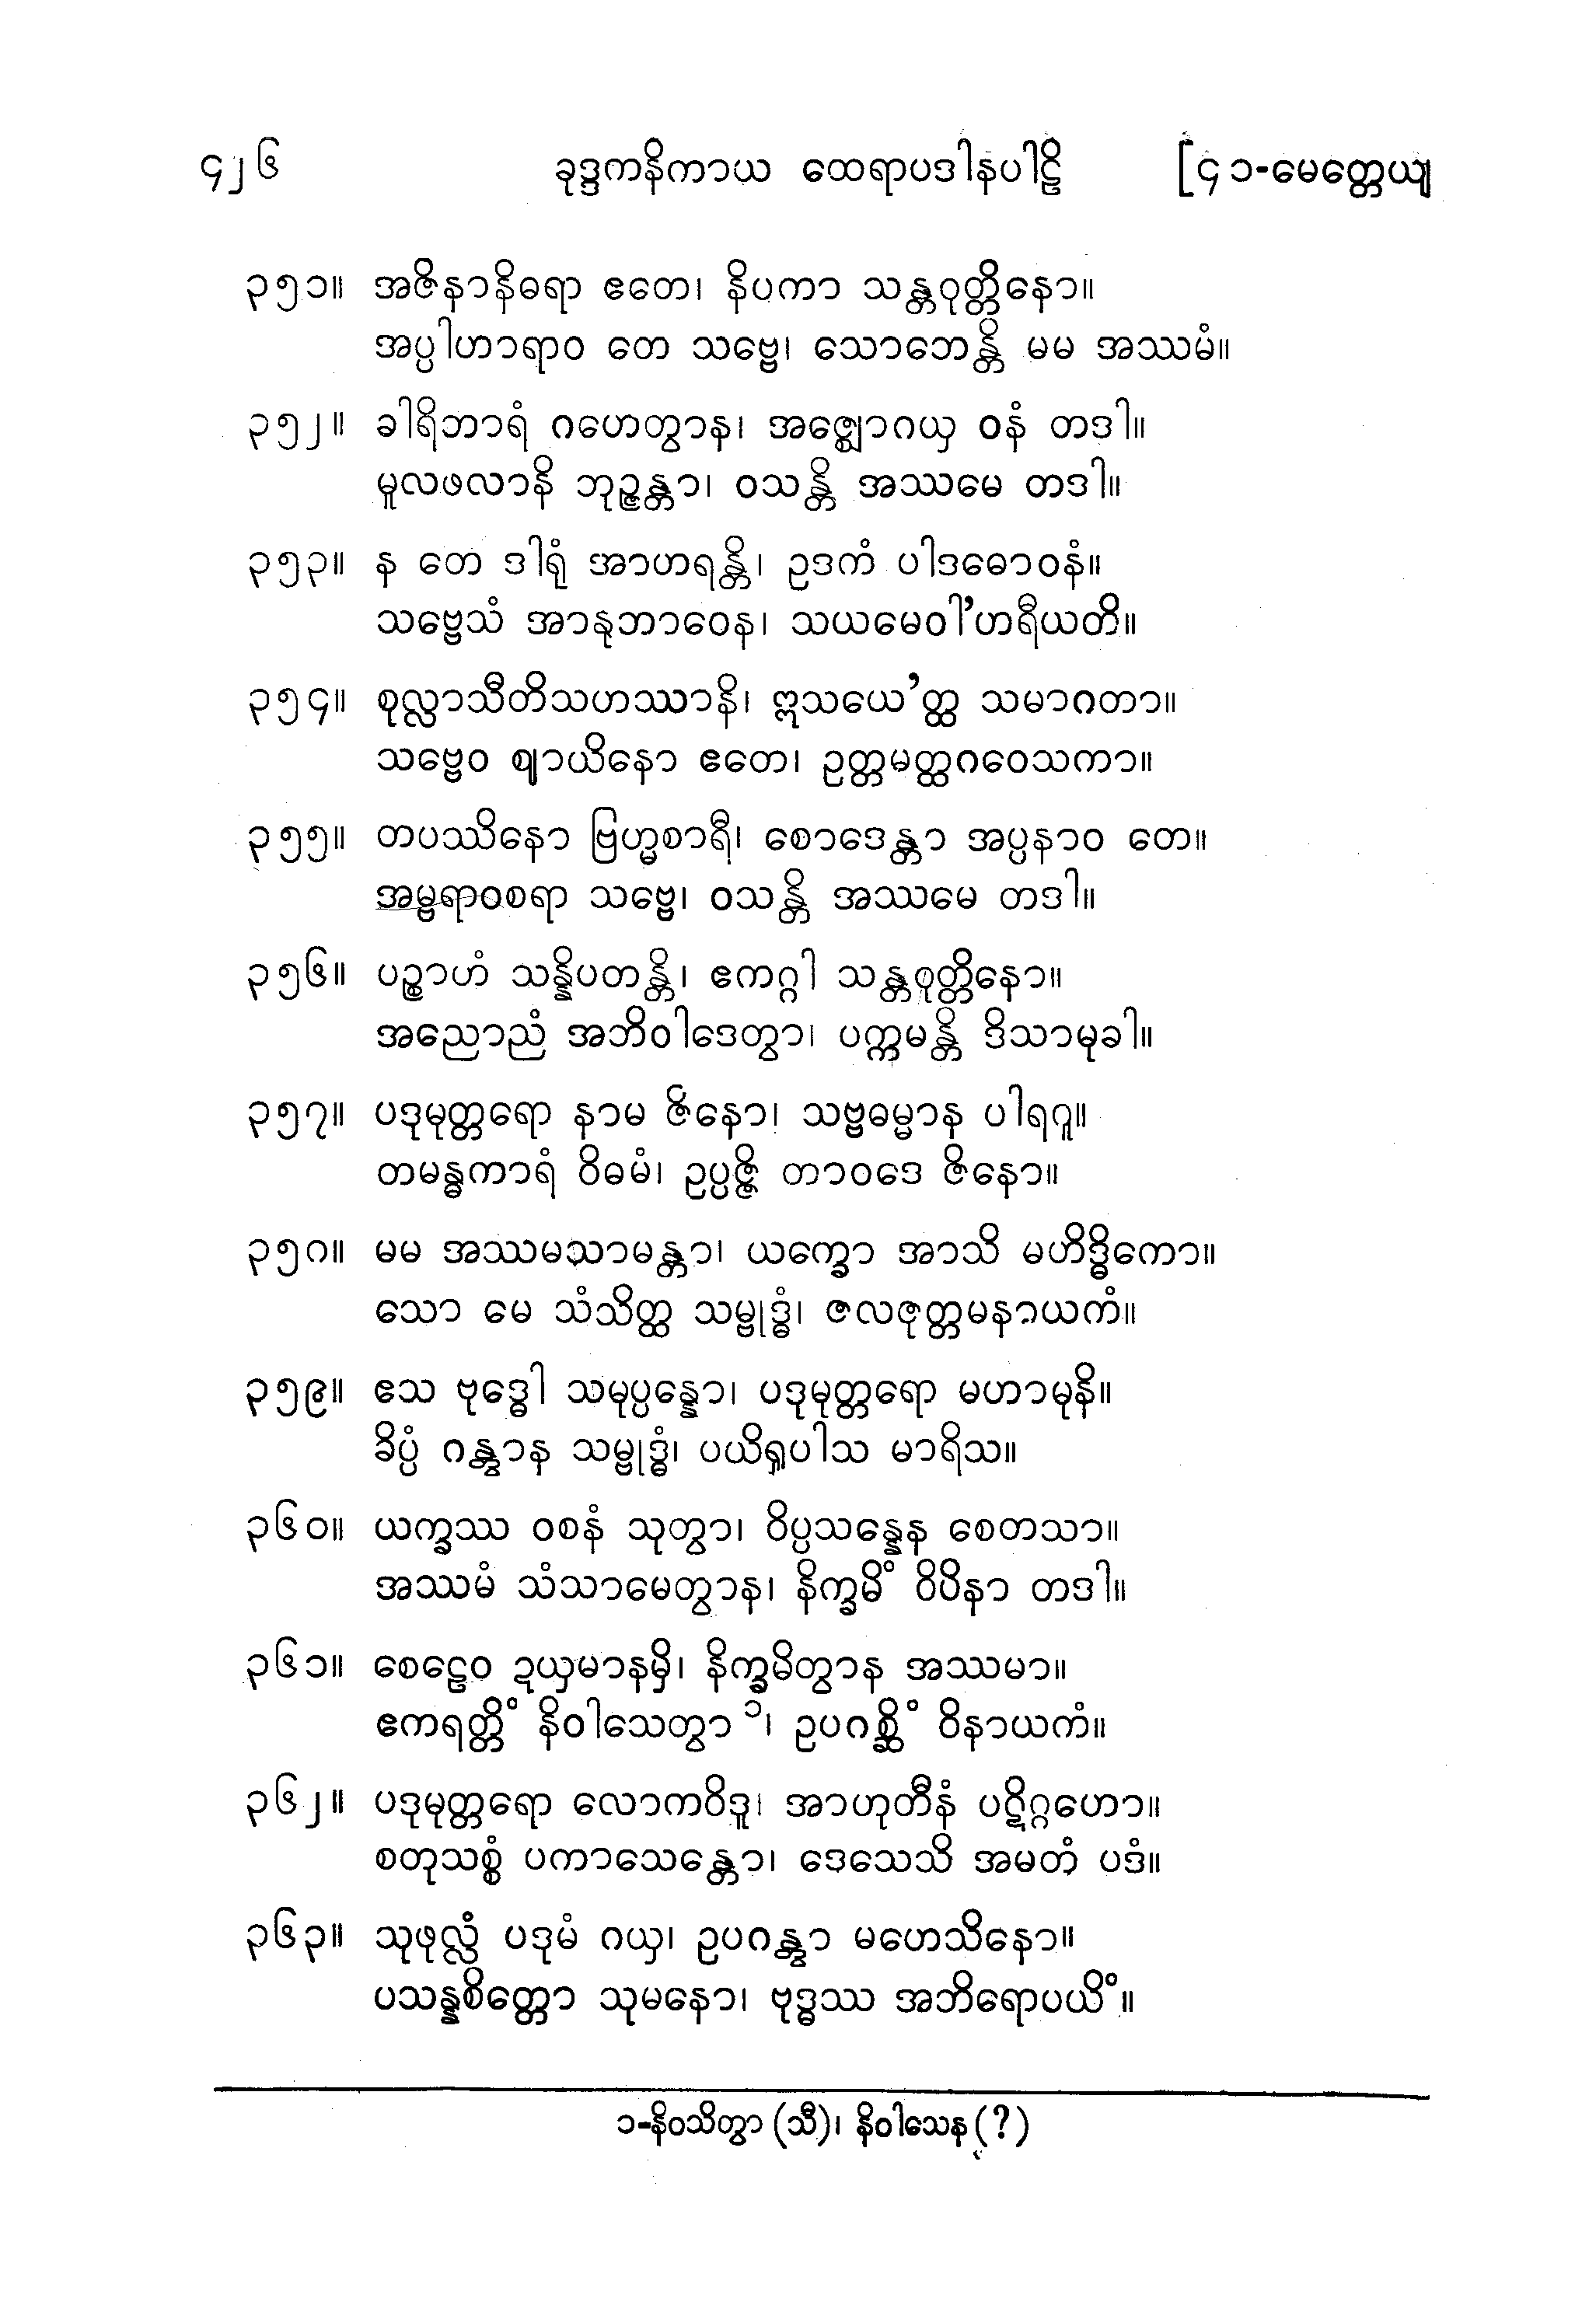 ၄၂၆ ခုဒ္ဒကနိကာယ ထေရာပဒါနပါဠိ [၄၁-မေတ္တေယျ
၃၅၁။ အဇိနာနိဓရာ ဧတေ၊ နိပကာ သန္တဝုတ္တိနော။
အပ္ပါဟာရာဝ တေ သဗ္ဗေ၊ သောဘေန္တိ မမ အဿမံ။
၃၅၂။ ခါရိဘာရံ ဂဟေတွာန၊ အဇ္ဈောဂယှ ဝနံ တဒါ။
မူလဖလာနိ ဘုဉ္ဇန္တာ၊ ဝသန္တိ အဿမေ တဒါ။
၃၅၃။ န တေ ဒါရုံ အာဟရန္တိ၊ ဥဒကံ ပါဒဓောဝနံ။
သဗ္ဗေသံ အာနုဘာဝေန၊ သယမေဝါ’ဟရီယတိ။
၃၅၄။ စုလ္လာသီတိသဟဿာနိ၊ ဣသယေ’တ္ထ သမာဂတာ။
သဗ္ဗေဝ ဈာယိနော ဧတေ၊ ဥတ္တမတ္ထဂဝေသကာ။
၃၅၅။ တပဿိနော ဗြဟ္မစာရီ၊ စောဒေန္တာ အပ္ပနာဝ တေ။
အမ္ဗရာဝစရာ သဗ္ဗေ၊ ဝသန္တိ အဿမေ တဒါ။
၃၅၆။ ပဉ္စာဟံ သန္နိပတန္တိ၊ ဧကဂ္ဂါ သန္တဝုတ္တိနော။
အညောညံ အဘိဝါဒေတွာ၊ ပက္ကမန္တိ ဒိသာမုခါ။
၃၅၇။ ပဒုမုတ္တရော နာမ ဇိနော၊ သဗ္ဗဓမ္မာန ပါရဂူ။
တမန္ဓကာရံ ဝိဓမံ၊ ဥပ္ပဇ္ဇိ တာဝဒေ ဇိနော။
၃၅၈။ မမ အဿမသာမန္တာ၊ ယက္ခော အာသိ မဟိဒ္ဓိကော။
သော မေ သံသိတ္ထ သမ္ဗုဒ္ဓံ၊ ဇလဇုတ္တမနာယကံ။
၃၅၉။ ဧသ ဗုဒ္ဓေါ သမုပ္ပန္နော၊ ပဒုမုတ္တရော မဟာမုနိ။
ခိပ္ပံ ဂန္တွာန သမ္ဗုဒ္ဓံ၊ ပယိရူပါသ မာရိသ။
၃၆၀။ ယက္ခဿ ဝစနံ သုတွာ၊ ဝိပ္ပသန္နေန စေတသာ။
အဿမံ သံသာမေတွာန၊ နိက္ခမိံ ဝိပိနာ တဒါ။
၃၆၁။ စေဠေဝ ဍယှမာနမှိ၊ နိက္ခမိတွာန အဿမာ။
ဧကရတ္တိံ နိဝါသေတွာ ၁၊ ဥပဂစ္ဆိံ ဝိနာယကံ။
၃၆၂။ ပဒုမုတ္တရော လောကဝိဒူ၊ အာဟုတီနံ ပဋိဂ္ဂဟော။
စတုသစ္စံ ပကာသေန္တော၊ ဒေသေသိ အမတံ ပဒံ။
၃၆၃။ သုဖုလ္လံ ပဒုမံ ဂယှ၊ ဥပဂန္တွာ မဟေသိနော။
ပသန္နစိတ္တော သုမနော၊ ဗုဒ္ဓဿ အဘိရောပယိံ။
၁-နိဝသိတွာ (သီ)၊ နိဝါသေန (?)